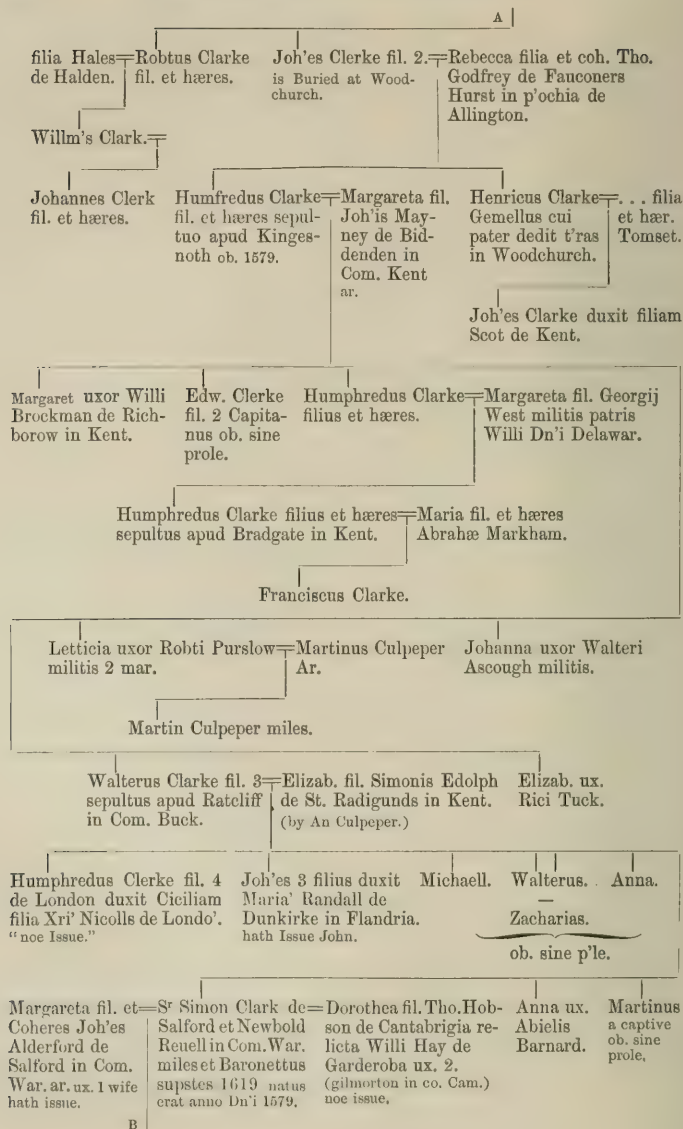 A
filia Hales Robtus Clarke Joh'es Clerke fil. 2. Rebecca filia et coh. Tho.
de Halden. fil. et hæres. is Buried at Wood- Godfrey de Fauconers
church. Hurst in p'ochia de
Allington.
Willm's Clark.
Johannes Clerk Humfredus Clarke Margareta fil. Henricus Clarke . . . filia
fil. et hæres. fil. et hæres sepul- Joh'is May- Gemellus cui et hær.
tuo apud Kinges- ney de Bid- pater dedit t'ras Tomset.
noth ob. 1579. denden in in Woodchurch.
Com. Kent
ar.
Joh'es Clarke duxit filiam
Scot de Kent.
Margaret uxor Willi Edw. Clerke Humphredus Clarke Margareta fil. Georgij
Brockman de Rich- fil. 2 Capita- filius et hæres. West militis patris
borow in Kent. nus ob. sine Willi Dn'i Delawar.
prole.
Humphredus Clarke filius et hæres Maria fil. et hæres
sepultus apud Bradgate in Kent. Abrahæ Markham.
Franciscus Clarke.
Letticia uxor Robti Purslow Martinus Culpeper Johanna uxor Walteri
militis 2 mar. Ar. Ascough militis.
Martin Culpeper miles.
Walterus Clarke fil. 3 Elizab. fil. Simonis Edolph Elizab. ux.
sepultus apud Ratcliff de St. Radigunds in Kent. Rici Tuck.
in Com. Buck. (by An Culpeper.)
Humphredus Clerke fil. 4 Joh'es 3 filius duxit Michaell. Walterus. Anna.
de London duxit Ciciliam Maria' Randall de —
filia Xri' Nicolls de Londo'. Dunkirke in Flandria. Zacharias.
"noe Issue." hath Issue John.
ob. sine p'le.
Margareta fil. et Sr Simon Clark de Dorothea fil. Tho. Hob- Anna ux. Martinus
Coheres Joh'es Salford et Newbold son de Cantabrigia re- Abielis a captive
Alderford de Reuell in Com. War. licta Willi Hay de Barnard. ob. sine
Salford in Com. miles et Baronettus Garderoba ux. 2. prole.
War. ar. ux. 1 wife supstes 1619 natus (gilmorton in co. Cam.)
hath issue. erat anno Dn'i 1579. noe issue.
B